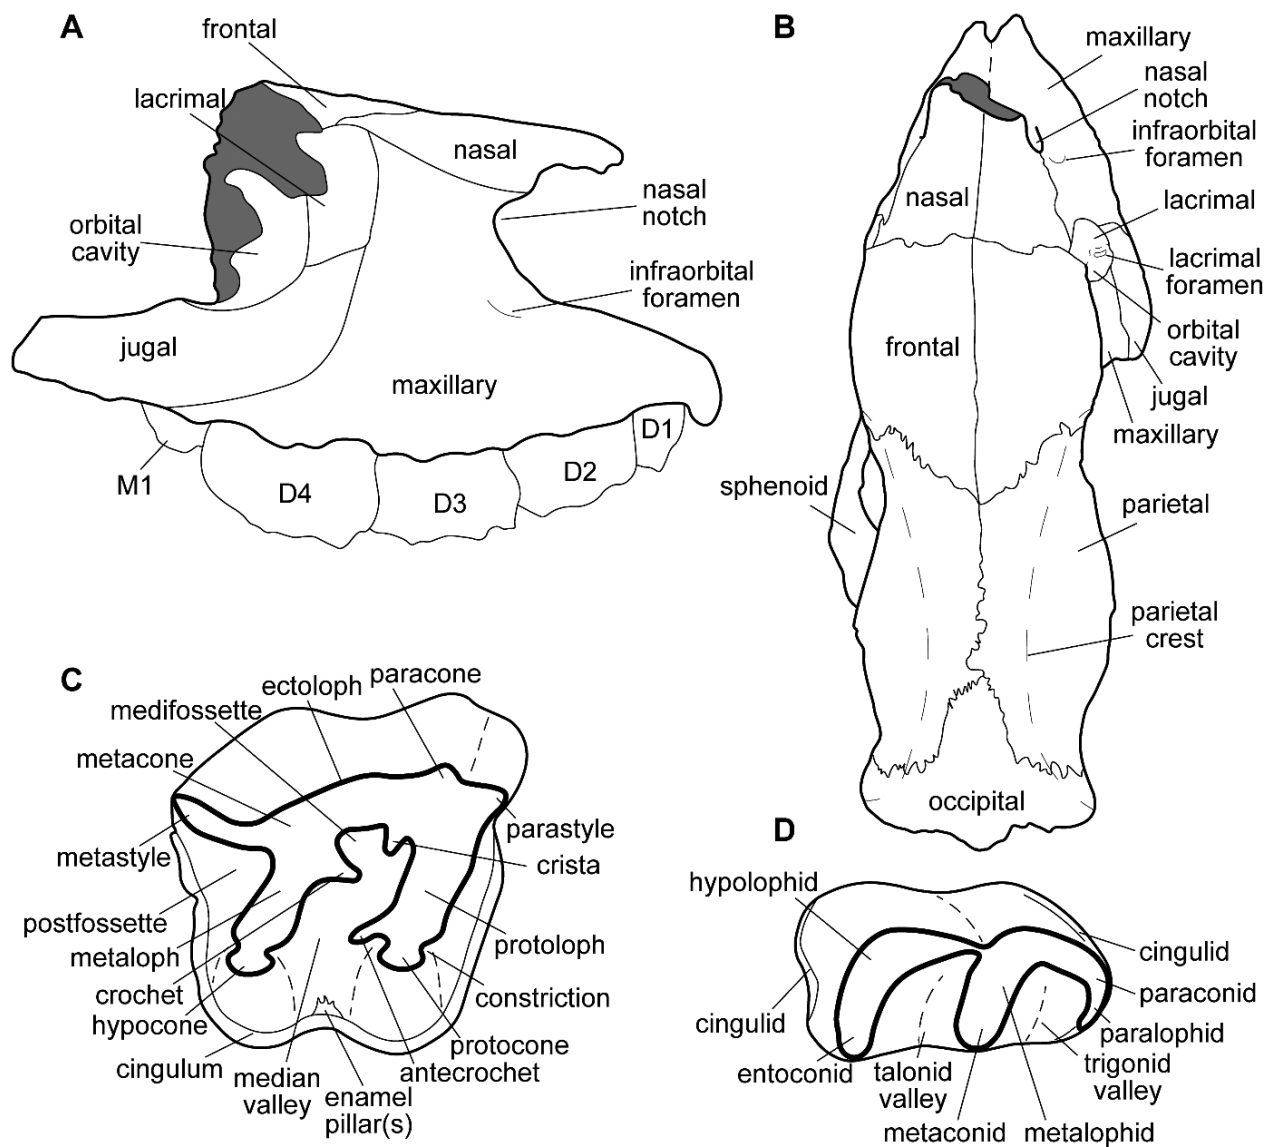 A
frontal
lacrimal
nasal
nasal
notch
orbital
cavity
infraorbital
foramen
jugal
maxillary
D1
D2
D3
D4
M1
B
maxillary
nasal
notch
infraorbital
foramen
nasal
lacrimal
lacrimal
foramen
orbital
cavity
frontal
jugal
maxillary
sphenoid
parietal
parietal
crest
occipital
C
ectoloph
paracone
medifossette
metacone
metastyle
parastyle
crista
postfossette
metaloph
protoloph
crochet
hypocone
constriction
cingulum
protocone
antecrochet
median
valley
enamel
pillar(s)
D
hypolophid
cingulid
paraconid
cingulid
paralophid
entoconid
talonid
valley
trigonid
valley
metaconid
metalophid